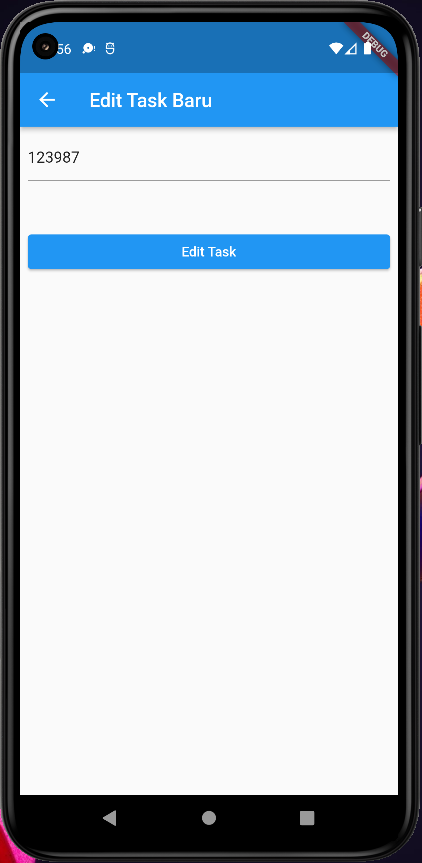 56
DEBUG
Edit Task Baru
123987
Edit Task